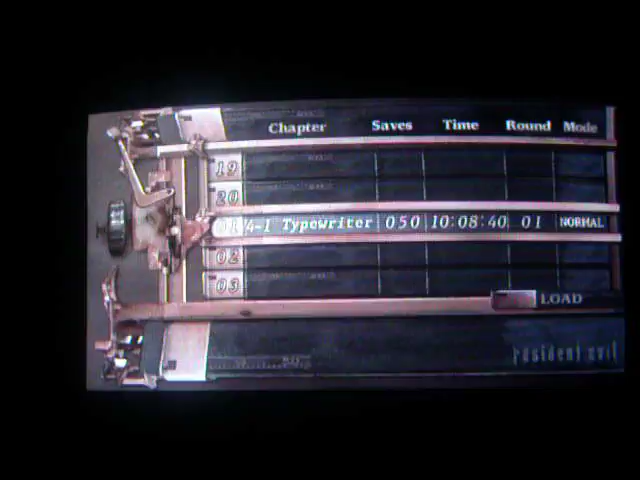 Chapter Saves Time Round Mode
19
20
01 4-1 Typewriter 050 10:08:40 01 NORMAL
02
03
LOAD
resident evil